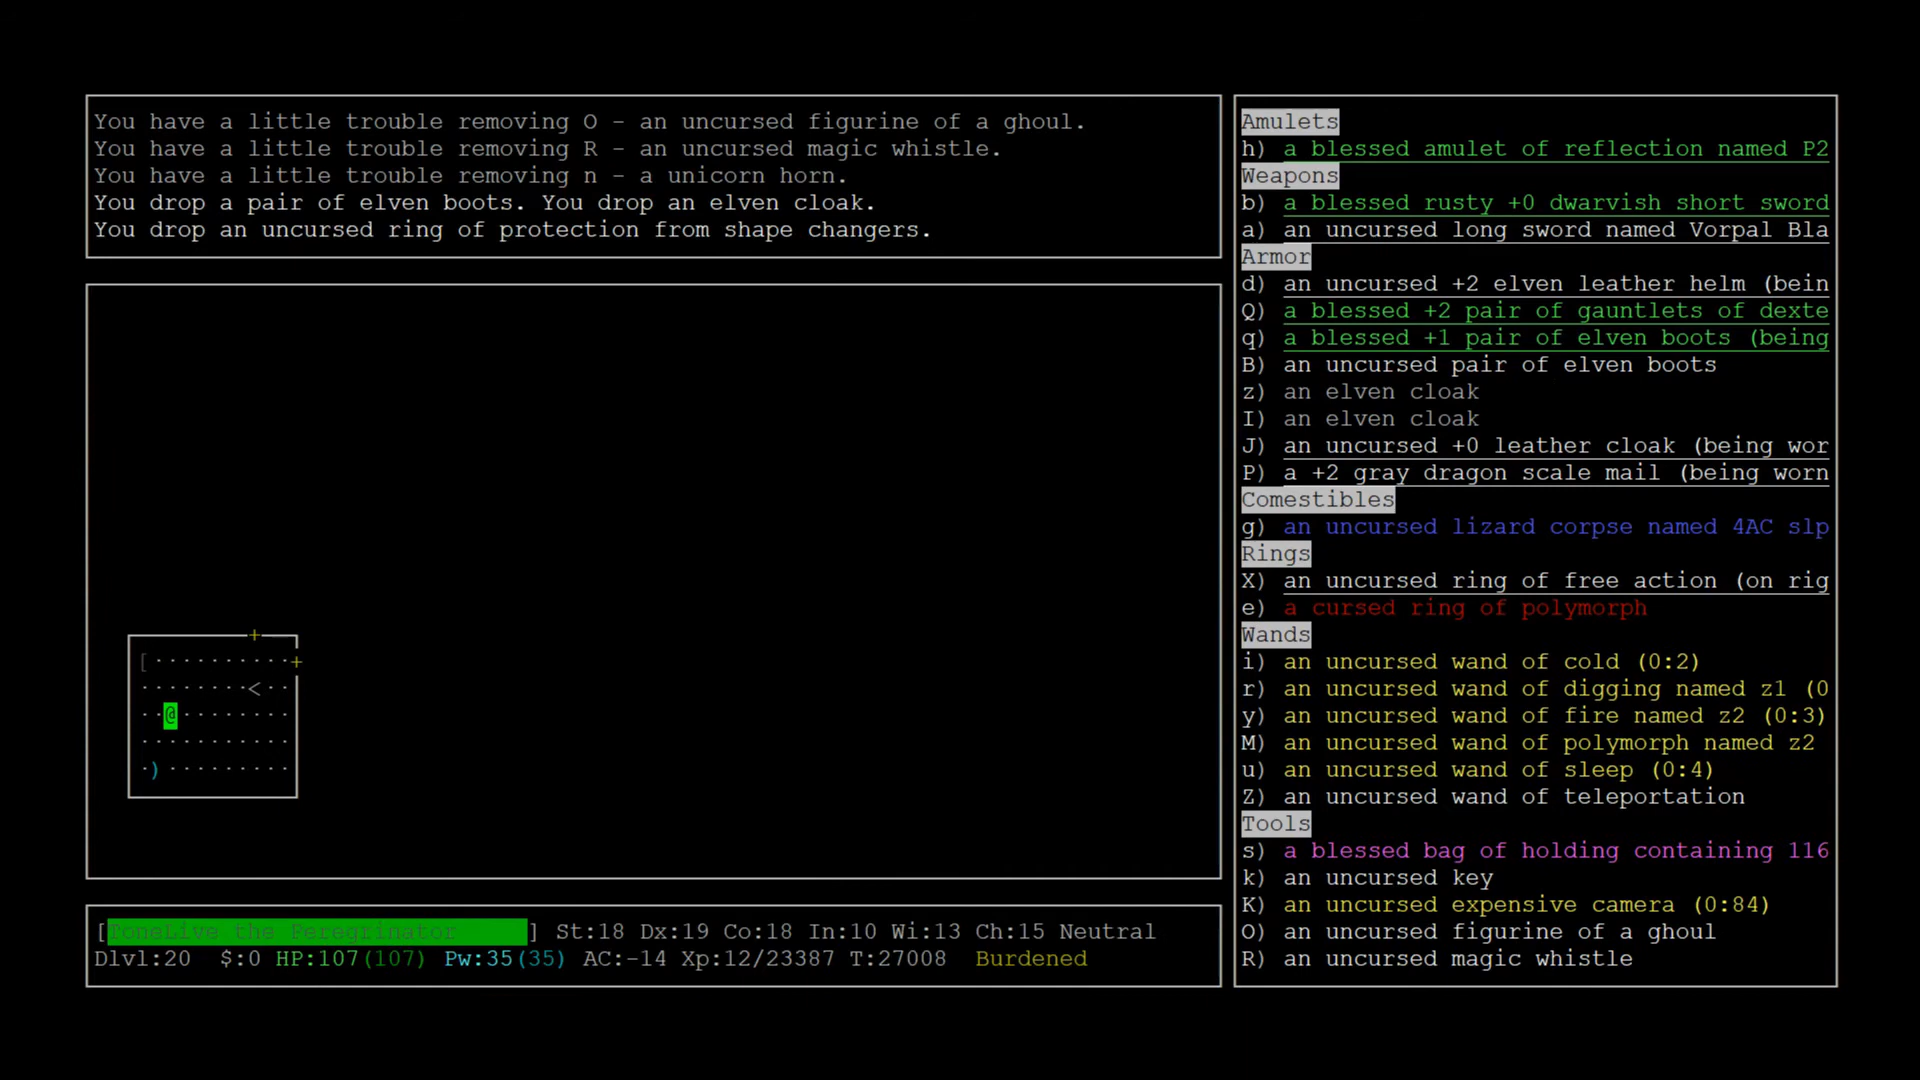 You have a little trouble removing O - an uncursed figurine of a ghoul.
You have a little trouble removing R - an uncursed magic whistle.
You have a little trouble removing n - a unicorn horn.
You drop a pair of elven boots. You drop an elven cloak.
You drop an uncursed ring of protection from shape changers.
+
[··········+
········<··
··@········
···········
·)·········
[ToneLive the Peregrinator] St:18 Dx:19 Co:18 In:10 Wi:13 Ch:15 Neutral
Dlvl:20 $:0 HP:107(107) Pw:35(35) AC:-14 Xp:12/23387 T:27008 Burdened
Amulets
h) a blessed amulet of reflection named P2
Weapons
b) a blessed rusty +0 dwarvish short sword
a) an uncursed long sword named Vorpal Bla
Armor
d) an uncursed +2 elven leather helm (bein
Q) a blessed +2 pair of gauntlets of dexte
q) a blessed +1 pair of elven boots (being
B) an uncursed pair of elven boots
z) an elven cloak
I) an elven cloak
J) an uncursed +0 leather cloak (being wor
P) a +2 gray dragon scale mail (being worn
Comestibles
g) an uncursed lizard corpse named 4AC slp
Rings
X) an uncursed ring of free action (on rig
e) a cursed ring of polymorph
Wands
i) an uncursed wand of cold (0:2)
r) an uncursed wand of digging named z1 (0
y) an uncursed wand of fire named z2 (0:3)
M) an uncursed wand of polymorph named z2
u) an uncursed wand of sleep (0:4)
Z) an uncursed wand of teleportation
Tools
s) a blessed bag of holding containing 116
k) an uncursed key
K) an uncursed expensive camera (0:84)
O) an uncursed figurine of a ghoul
R) an uncursed magic whistle